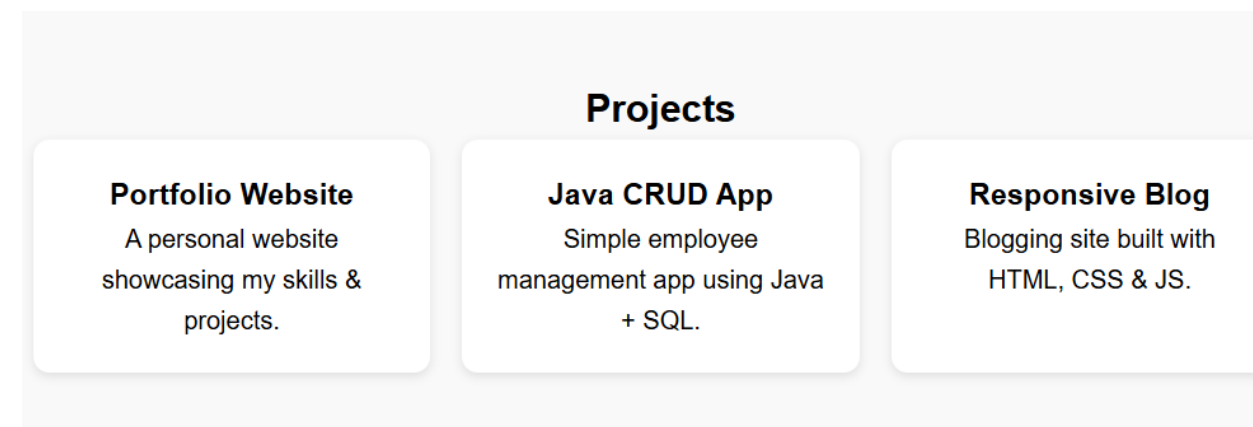 Projects
Portfolio Website
A personal website
showcasing my skills &
projects.
Java CRUD App
Simple employee
management app using Java
+ SQL.
Responsive Blog
Blogging site built with
HTML, CSS & JS.